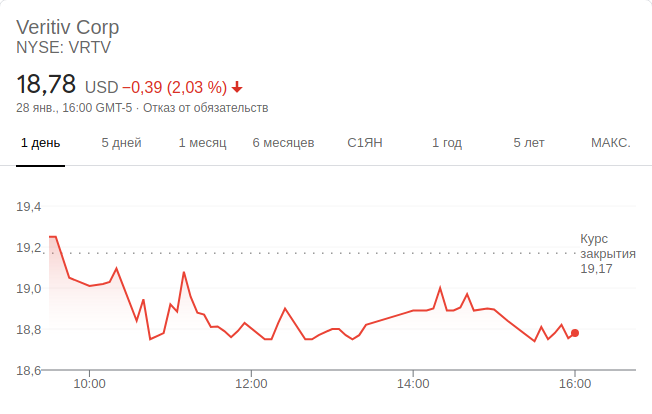 Veritiv Corp
NYSE: VRTV
18,78 USD −0,39 (2,03 %)
28 янв., 16:00 GMT-5 · Отказ от обязательств
1 день 5 дней 1 месяц 6 месяцев С1ЯН 1 год 5 лет МАКС.
19,4
19,2
19,0
18,8
18,6
Курс
закрытия
19,17
10:00 12:00 14:00 16:00